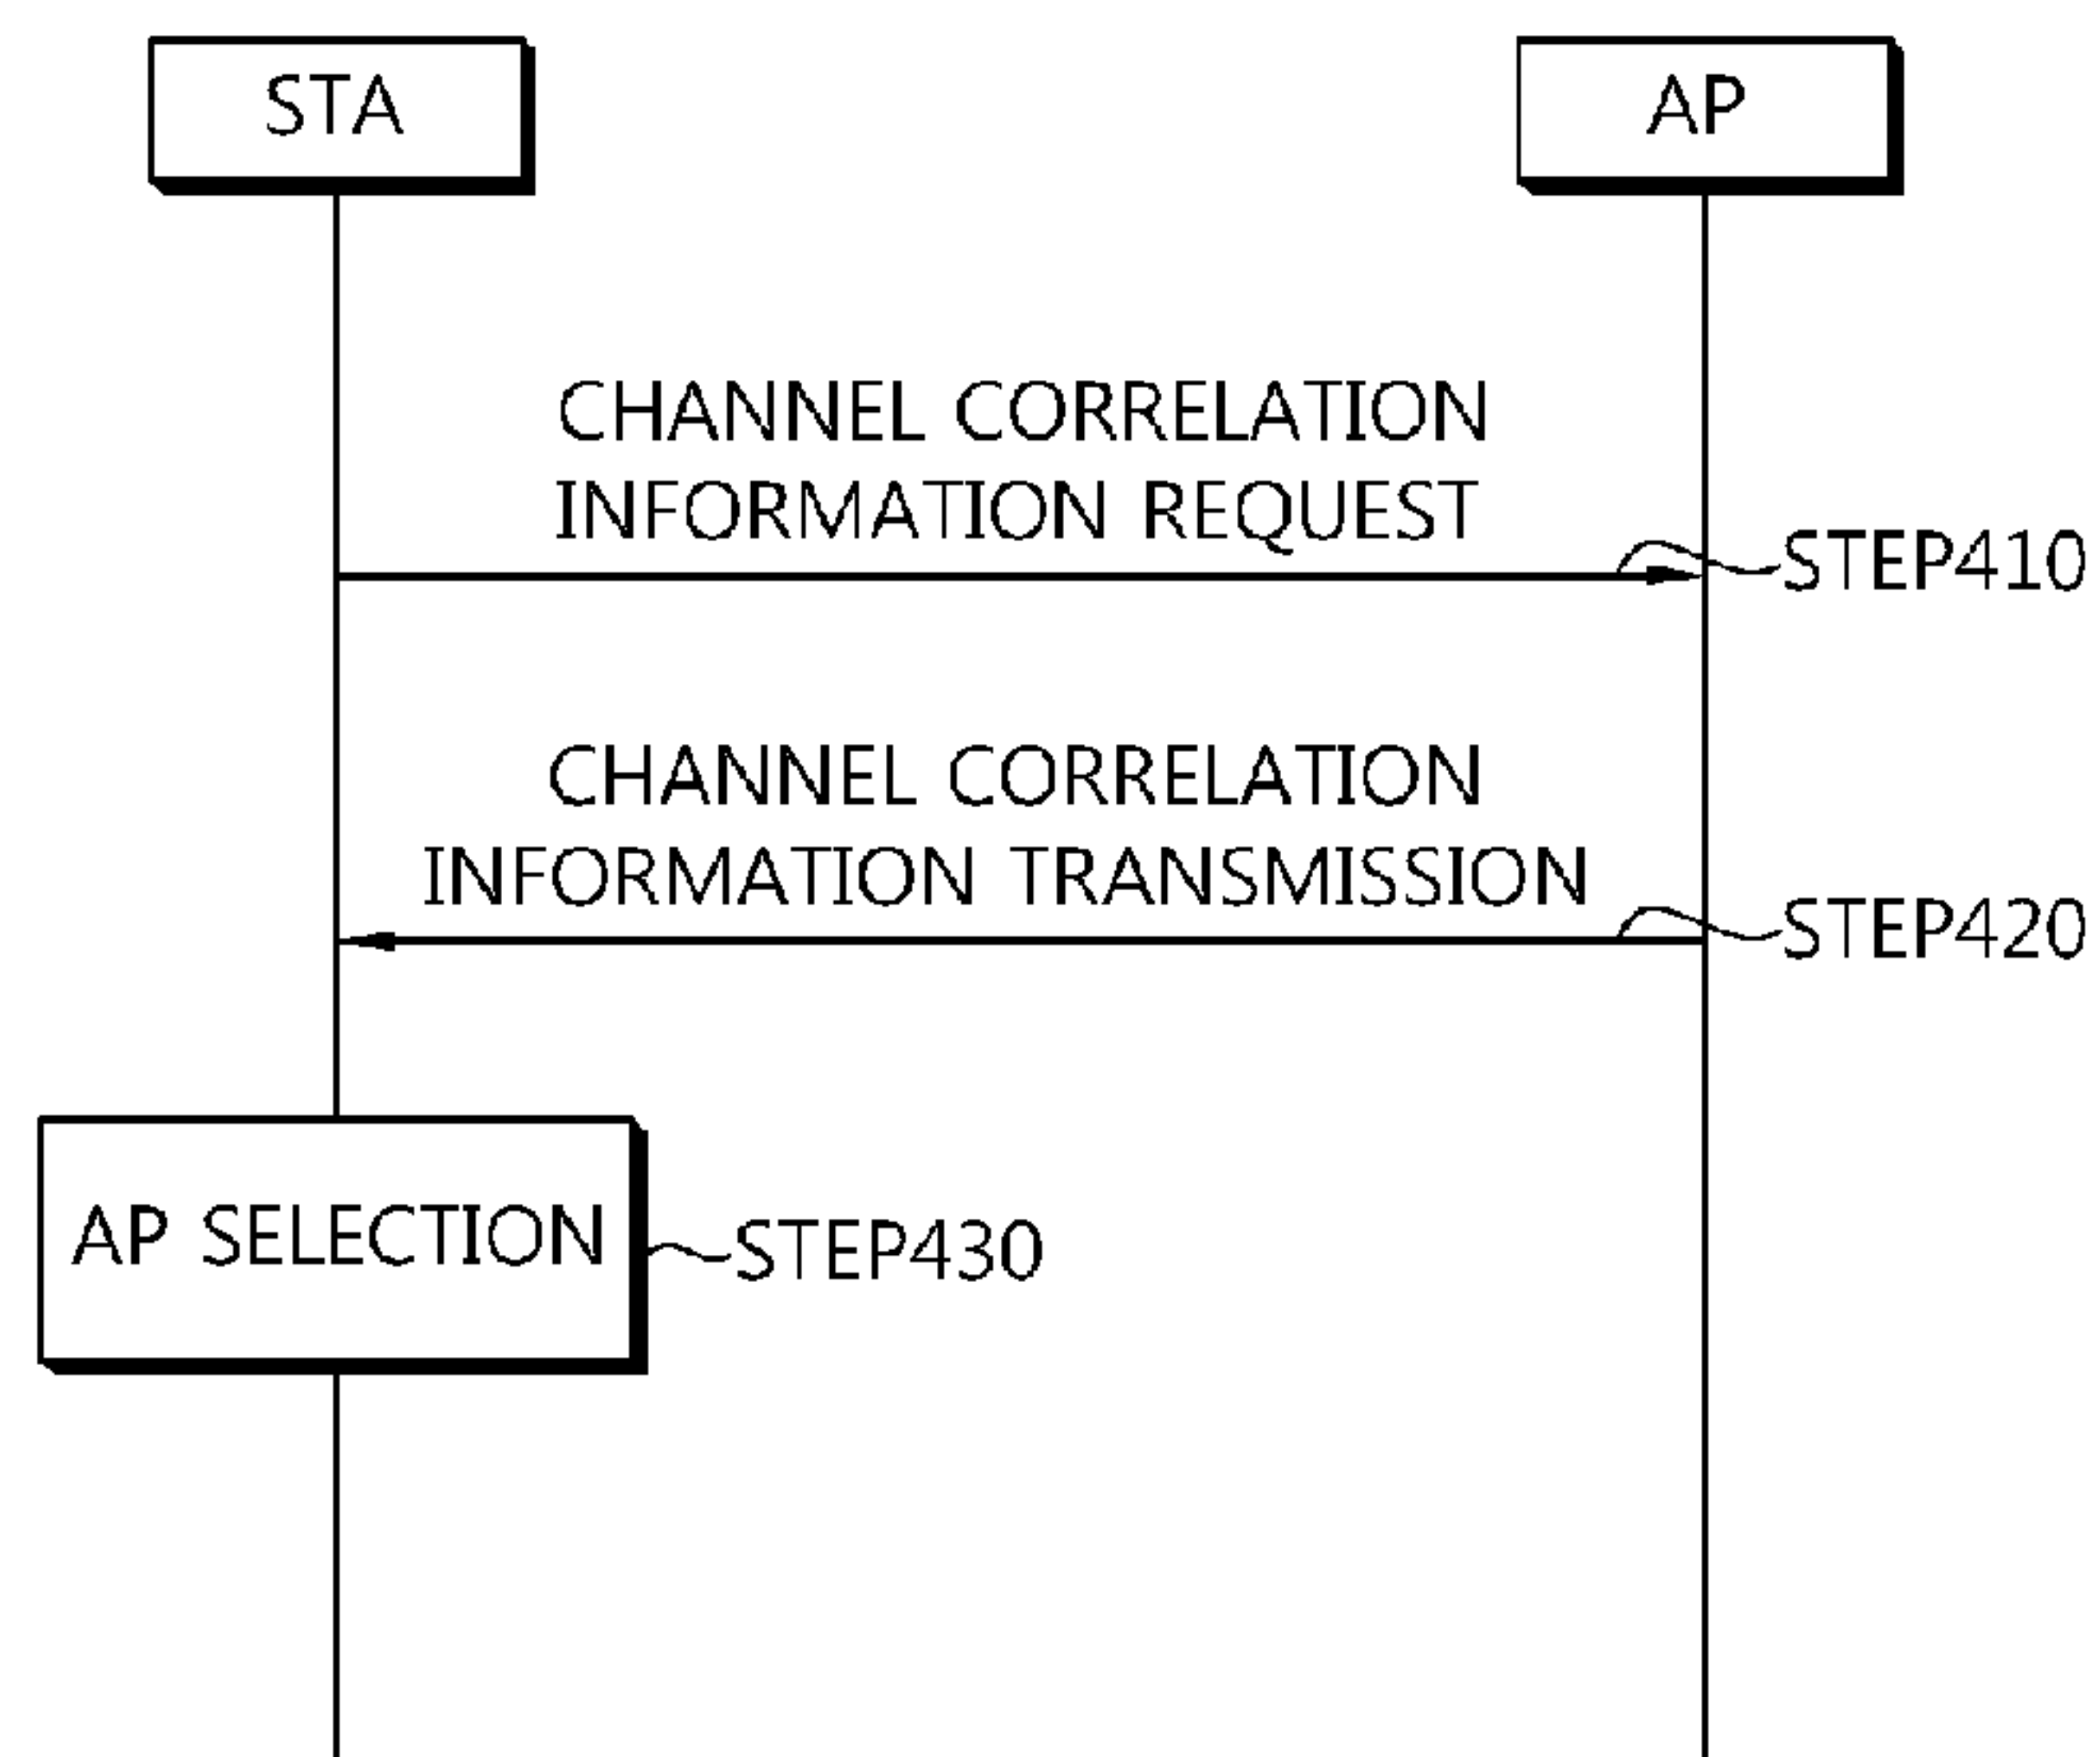 STA
AP
CHANNEL CORRELATION
INFORMATION REQUEST
STEP410
CHANNEL CORRELATION
INFORMATION TRANSMISSION
STEP420
AP SELECTION
STEP430